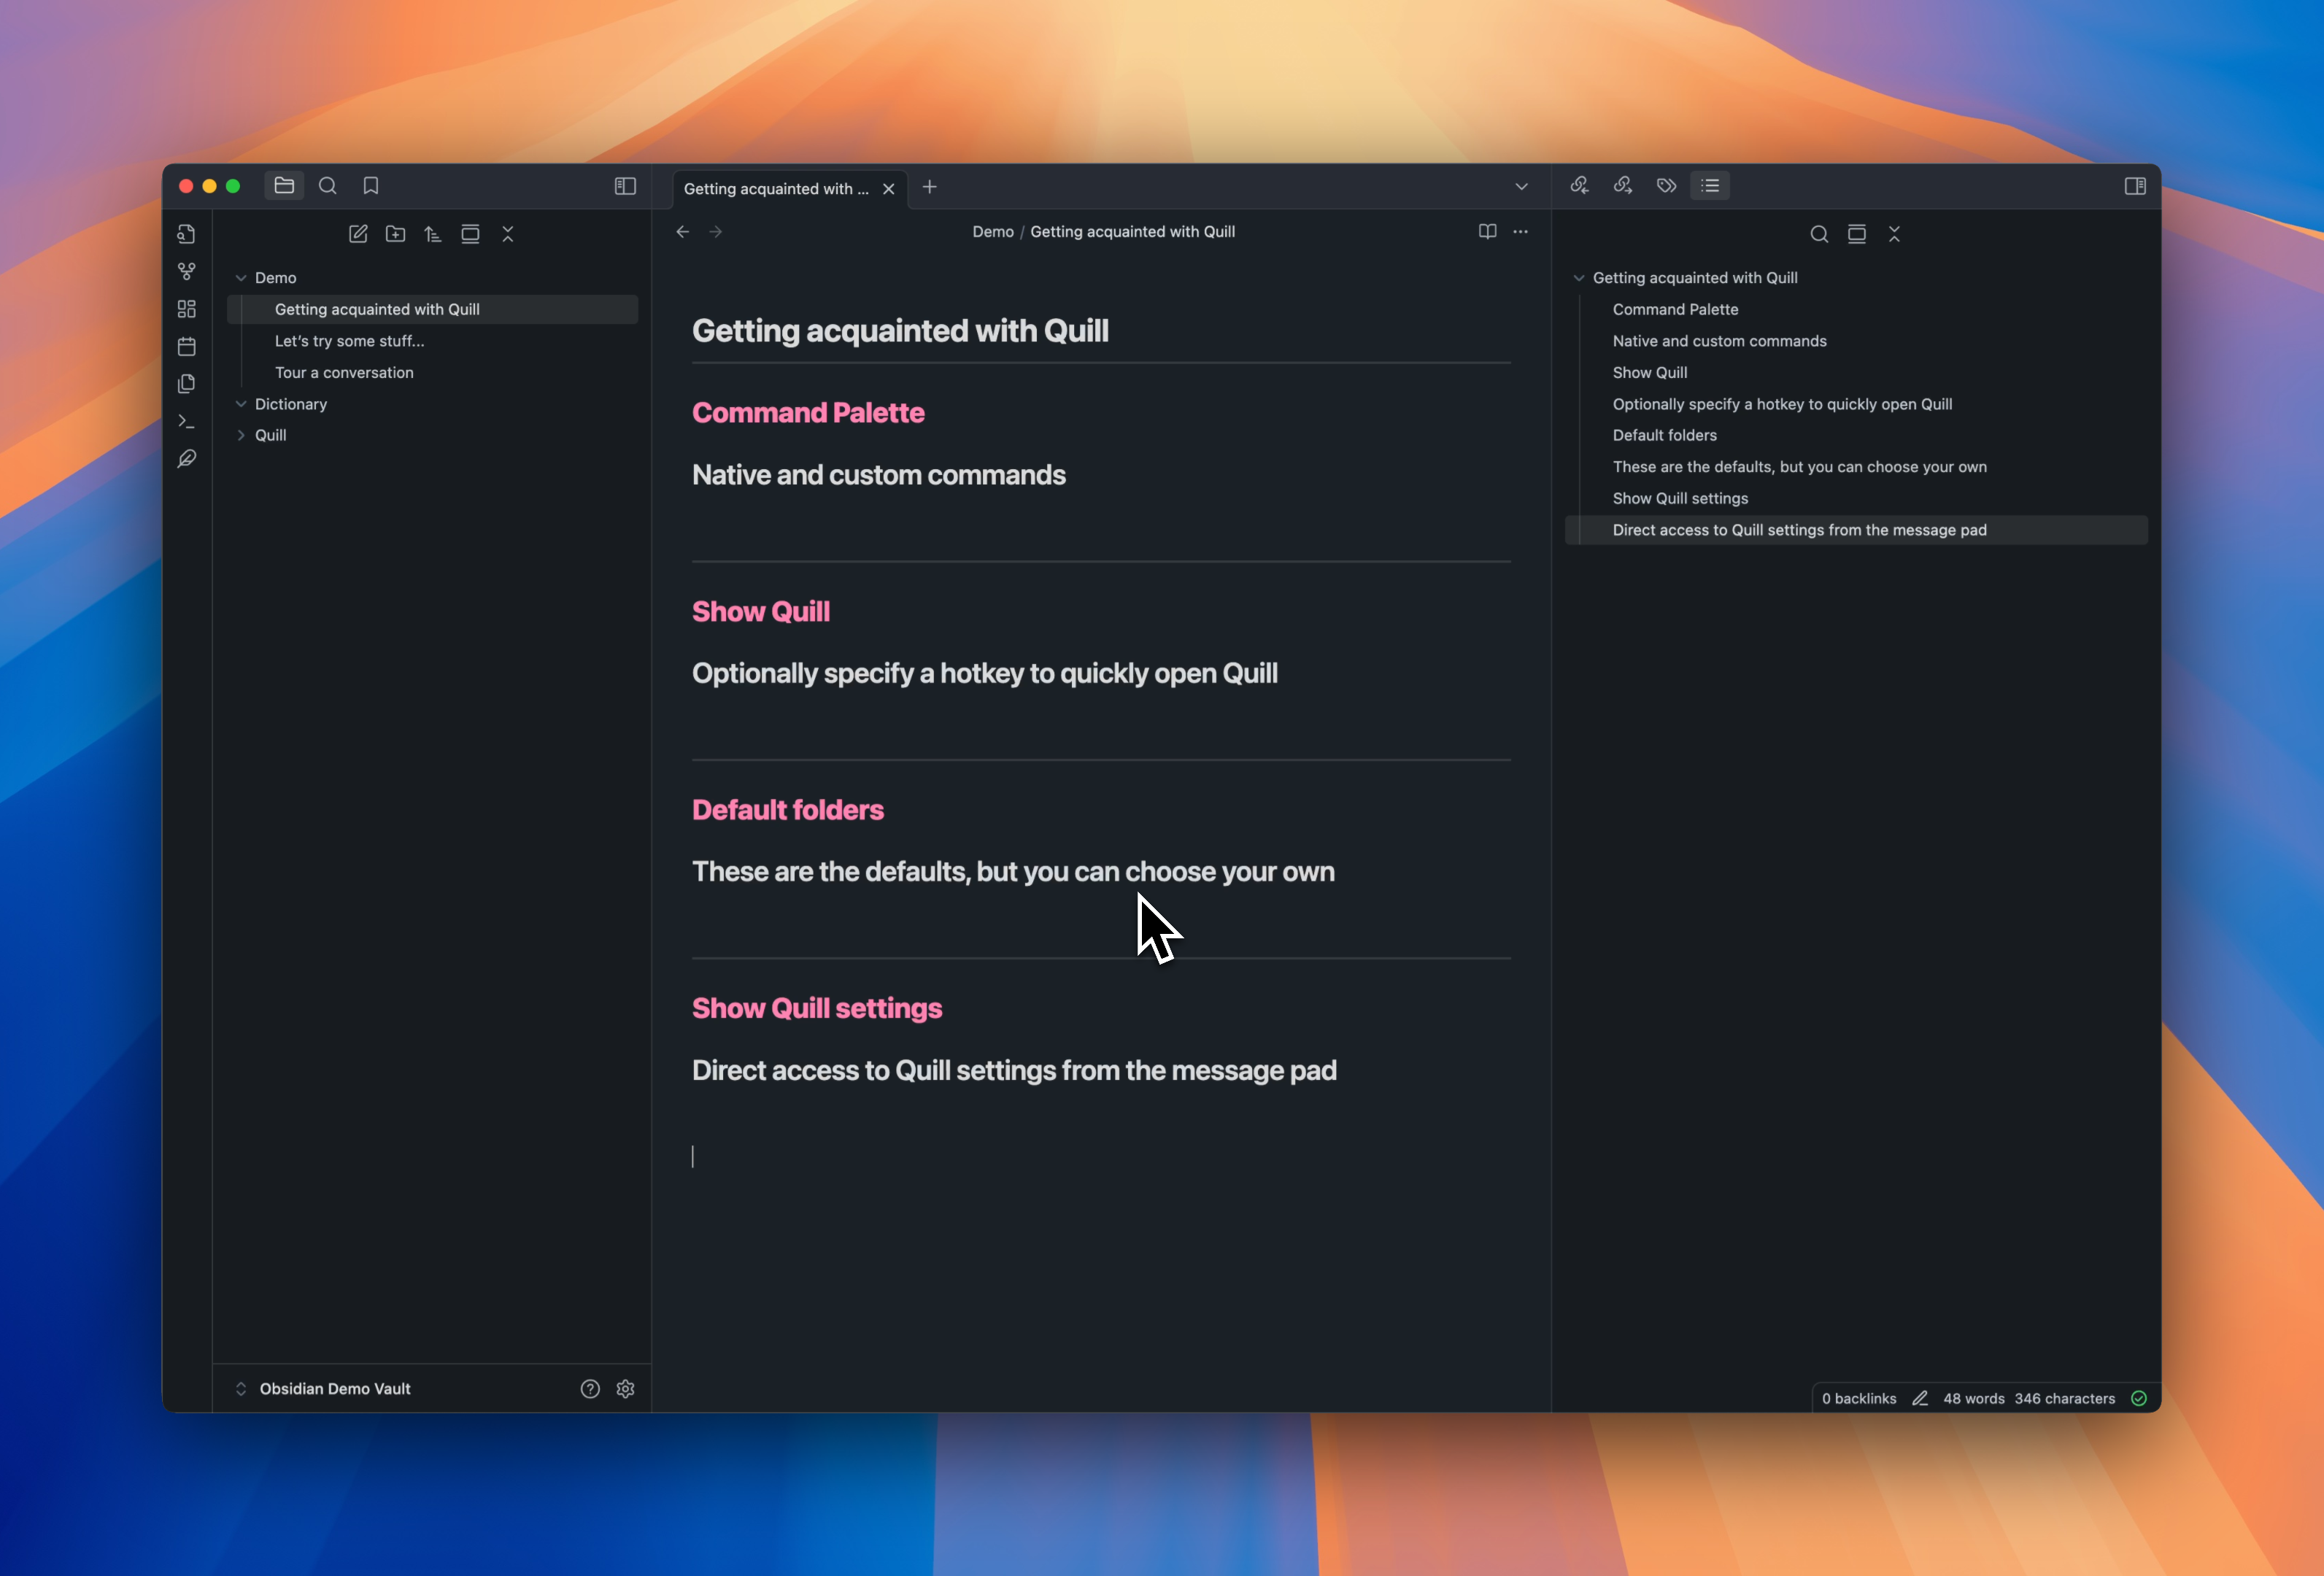 Getting acquainted with ...
Demo / Getting acquainted with Quill
Demo
Getting acquainted with Quill
Let's try some stuff...
Tour a conversation
Dictionary
Quill
Obsidian Demo Vault
Getting acquainted with Quill
Command Palette
Native and custom commands
Show Quill
Optionally specify a hotkey to quickly open Quill
Default folders
These are the defaults, but you can choose your own
Show Quill settings
Direct access to Quill settings from the message pad
Getting acquainted with Quill
Command Palette
Native and custom commands
Show Quill
Optionally specify a hotkey to quickly open Quill
Default folders
These are the defaults, but you can choose your own
Show Quill settings
Direct access to Quill settings from the message pad
0 backlinks 48 words 346 characters